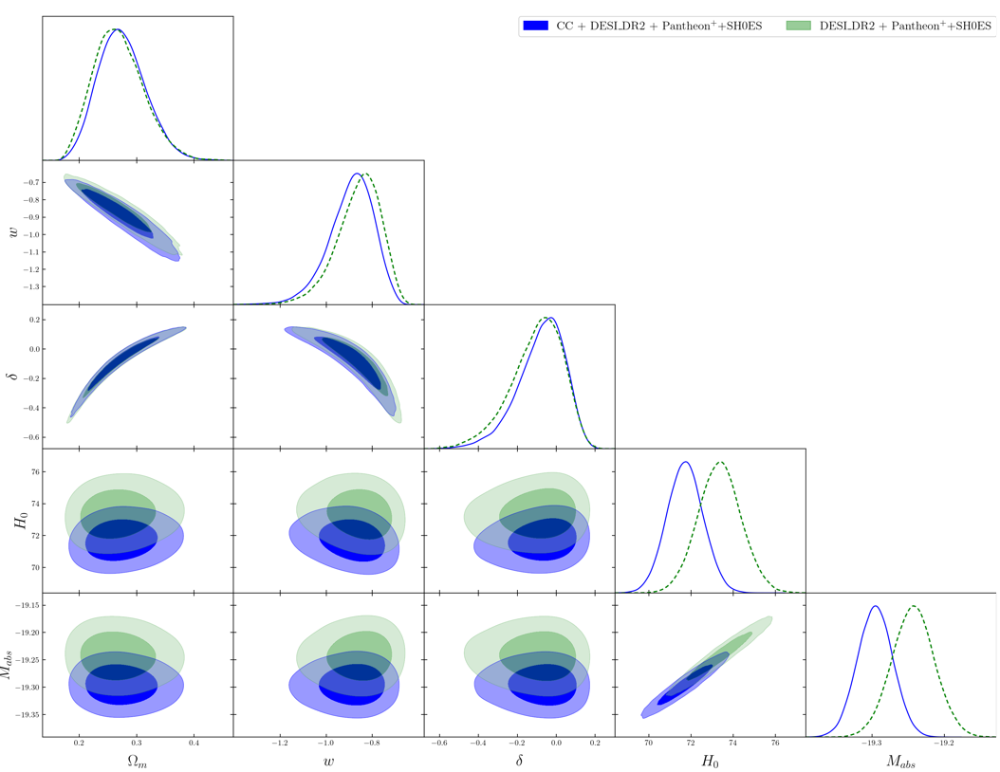 CC + DESI_DR2 + Pantheon⁺+SH0ES
DESI_DR2 + Pantheon⁺+SH0ES
−0.7
−0.8
−0.9
−1.0
−1.1
−1.2
−1.3
w
0.2
0.0
−0.2
−0.4
−0.6
δ
76
74
72
70
H₀
−19.15
−19.20
−19.25
−19.30
−19.35
M_abs
0.2 0.3 0.4
−1.2 −1.0 −0.8
−0.6 −0.4 −0.2 0.0 0.2
70 72 74 76
−19.3 −19.2
Ω_m w δ H₀ M_abs